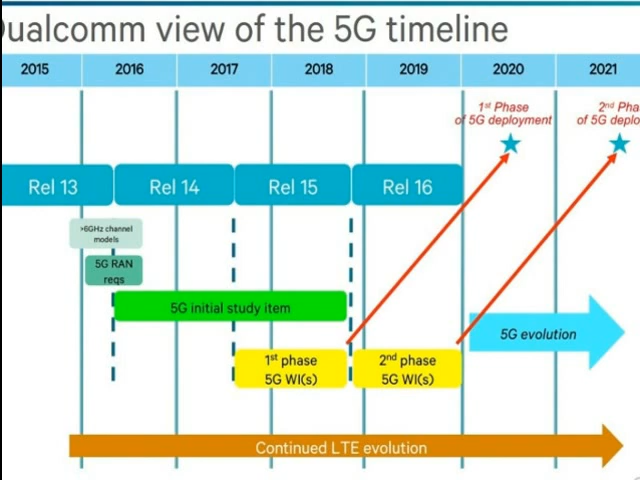 ualcomm view of the 5G timeline
2015 2016 2017 2018 2019 2020 2021
1st Phase
of 5G deployment
2nd Pha
of 5G deplo
Rel 13 Rel 14 Rel 15 Rel 16
>6GHz channel
models
5G RAN
reqs
5G initial study item
5G evolution
1st phase
5G WI(s)
2nd phase
5G WI(s)
Continued LTE evolution